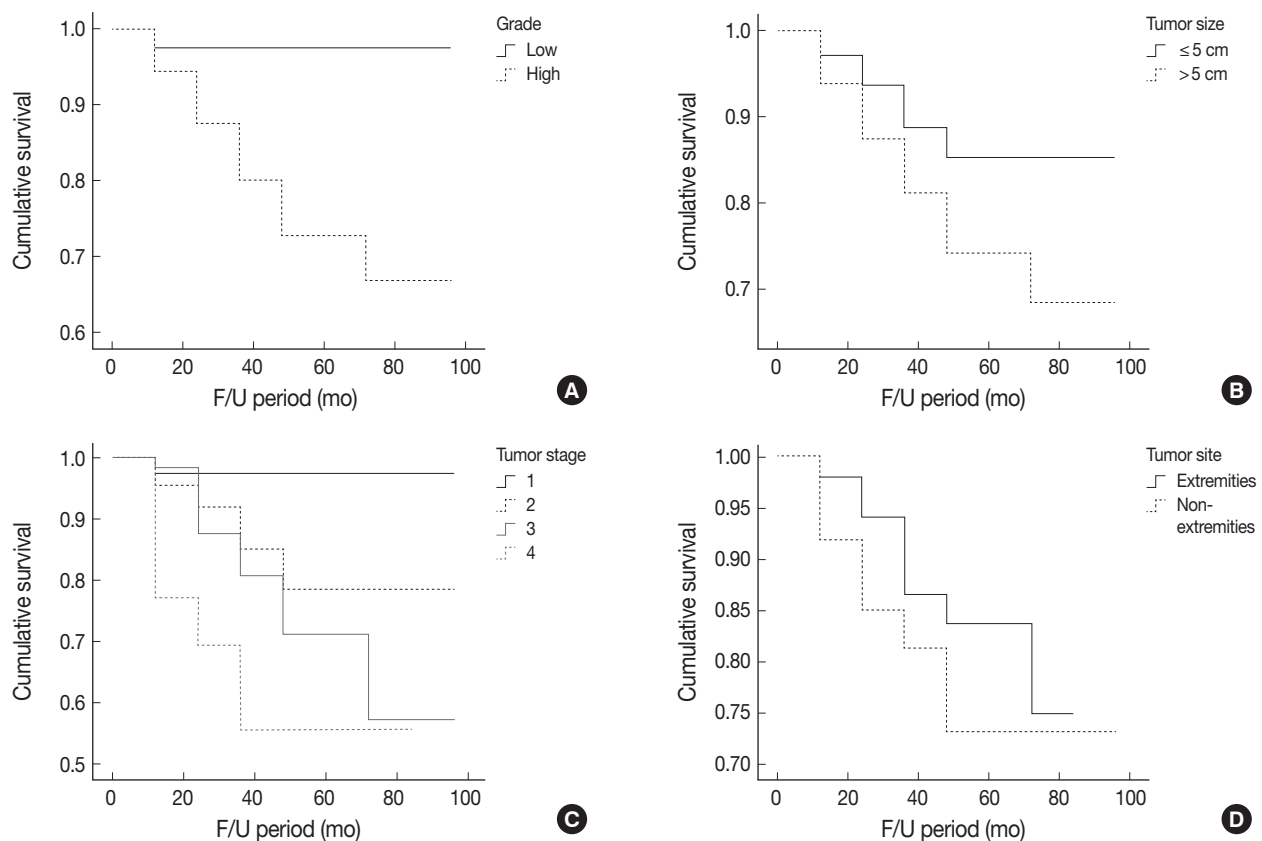 Grade
Low
High
1.0
0.9
0.8
0.7
0.6
Cumulative survival
0 20 40 60 80 100
F/U period (mo)
A
Tumor size
≤5 cm
>5 cm
1.0
0.9
0.8
0.7
Cumulative survival
0 20 40 60 80 100
F/U period (mo)
B
Tumor stage
1
2
3
4
1.0
0.9
0.8
0.7
0.6
0.5
Cumulative survival
0 20 40 60 80 100
F/U period (mo)
C
Tumor site
Extremities
Non-
extremities
1.00
0.95
0.90
0.85
0.80
0.75
0.70
Cumulative survival
0 20 40 60 80 100
F/U period (mo)
D